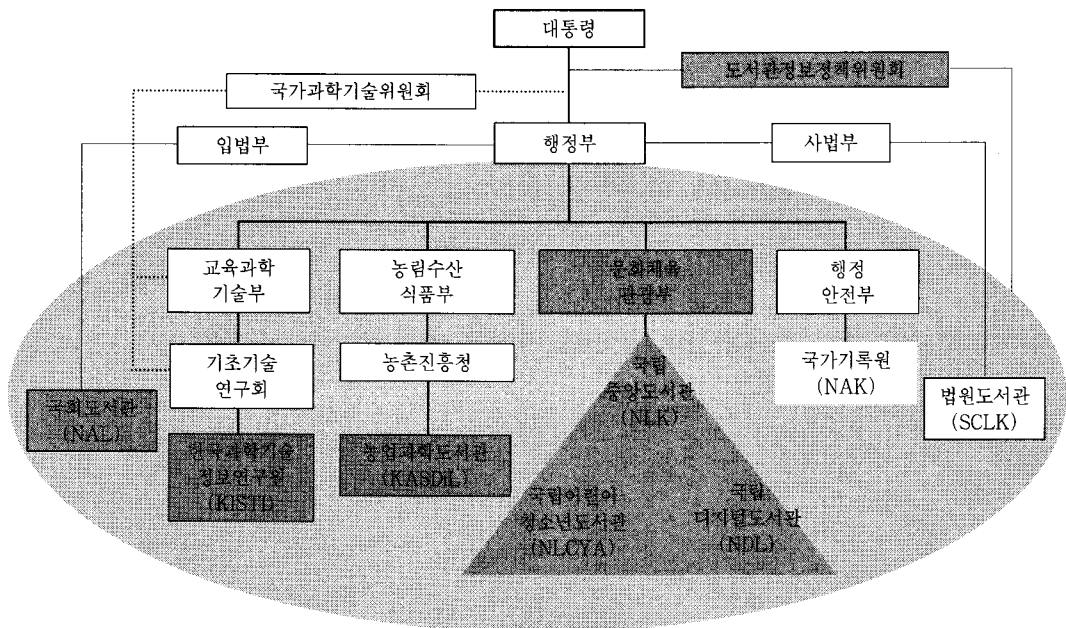 대통령
도서관정보정책위원회
국가과학기술위원회
입법부
행정부
사법부
교육과학
기술부
농림수산
식품부
문화체육
관광부
행정
안전부
기초기술
연구회
농촌진흥청
국가기록원
(NAK)
국립
중앙도서관
(NLK)
국회도서관
(NAL)
법원도서관
(SCLK)
한국과학기술
정보연구원
(KISTI)
농업과학도서관
(KASDIL)
국립어린이
청소년도서관
(NLCYA)
국립
디지털도서관
(NDL)